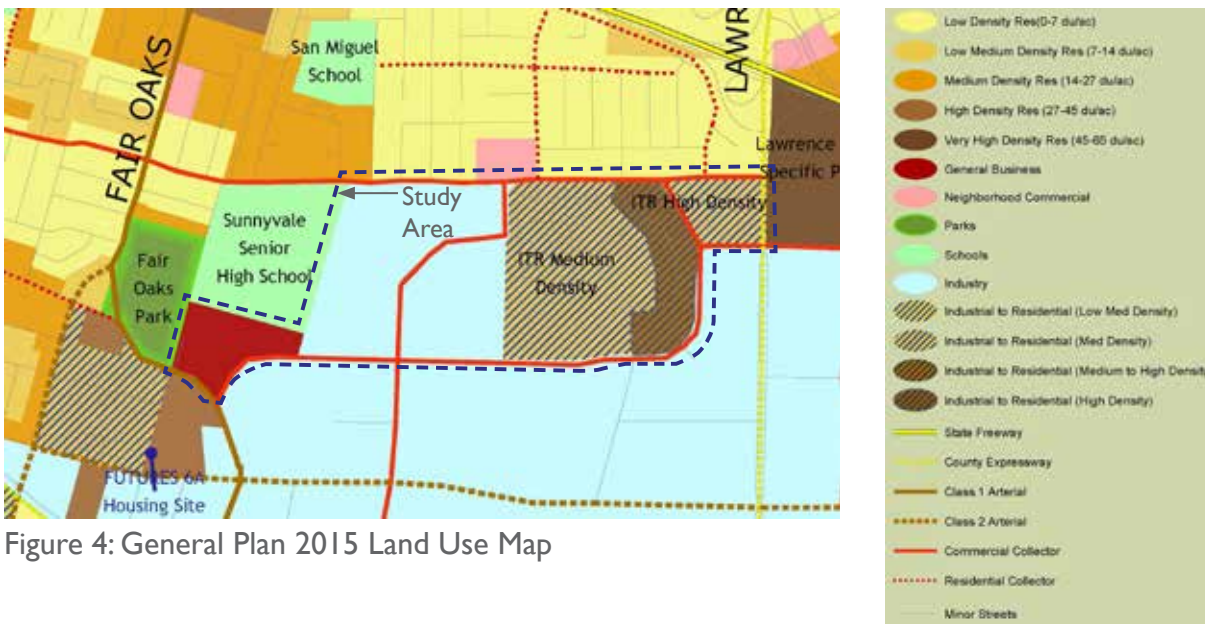 San Miguel
School
FAIR OAKS
LAWR
Lawrence
Specific P
Study
Area
ITR High Density
Sunnyvale
Senior
High School
Fair
Oaks
Park
ITR Medium
Density
FUTURES 6A
Housing Site
Figure 4: General Plan 2015 Land Use Map
Low Density Res(0-7 du/ac)
Low Medium Density Res (7-14 du/ac)
Medium Density Res (14-27 du/ac)
High Density Res (27-45 du/ac)
Very High Density Res (45-65 du/ac)
General Business
Neighborhood Commercial
Parks
Schools
Industry
Industrial to Residential (Low Med Density)
Industrial to Residential (Med Density)
Industrial to Residential (Medium to High Densit
Industrial to Residential (High Density)
State Freeway
County Expressway
Class 1 Arterial
Class 2 Arterial
Commercial Collector
Residential Collector
Minor Streets